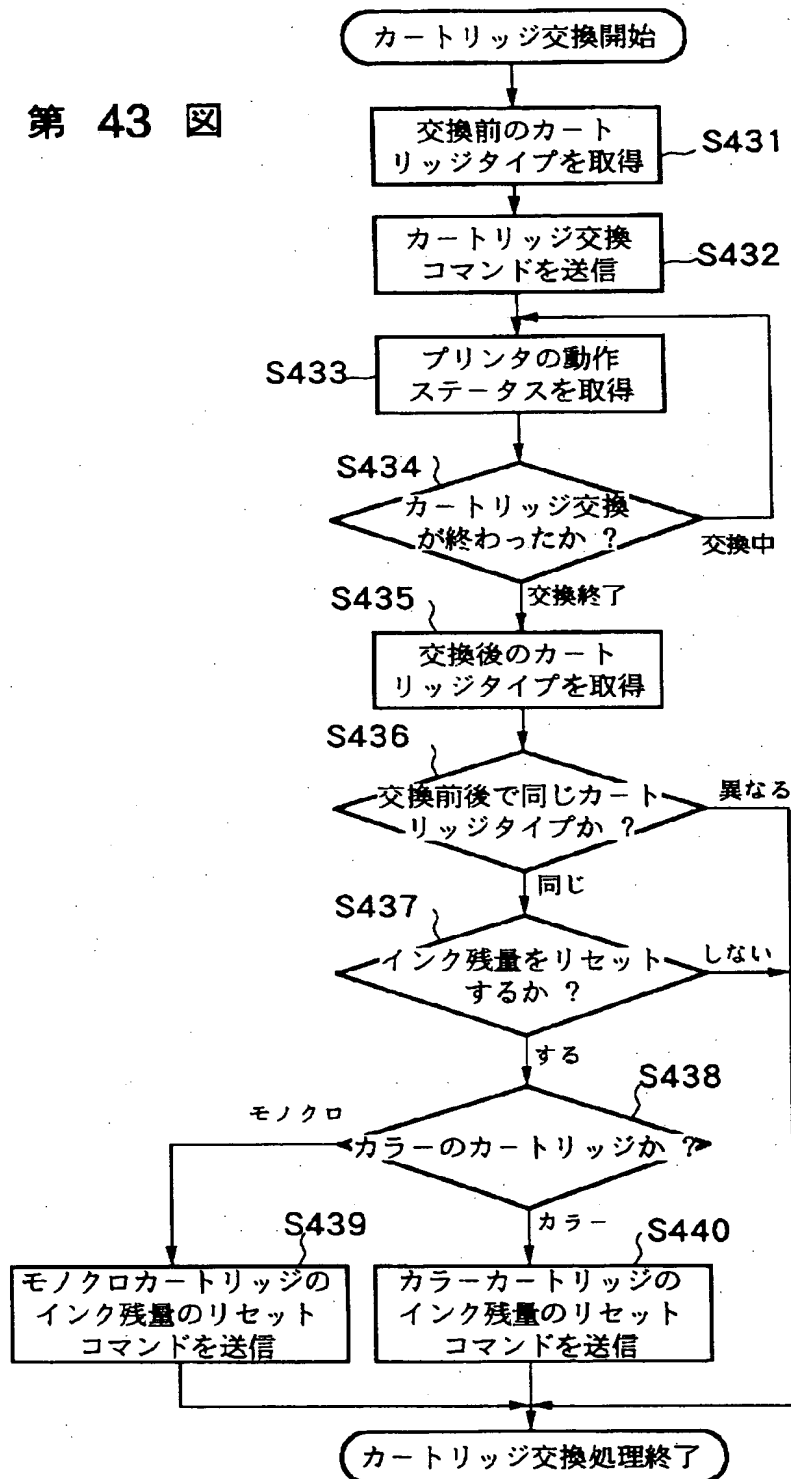 カートリッジ交換開始
第 43 図
交換前のカート
リッジタイプを取得
S431
カートリッジ交換
コマンドを送信
S432
S433
プリンタの動作
ステータスを取得
S434
カートリッジ交換
が終わったか ?
交換中
交換終了
S435
交換後のカート
リッジタイプを取得
S436
交換前後で同じカート
リッジタイプか ?
異なる
同じ
S437
インク残量をリセット
するか ?
しない
する
S438
モノクロ
カラーのカートリッジか ?
カラー
S439
モノクロカートリッジの
インク残量のリセット
コマンドを送信
S440
カラーカートリッジの
インク残量のリセット
コマンドを送信
カートリッジ交換処理終了